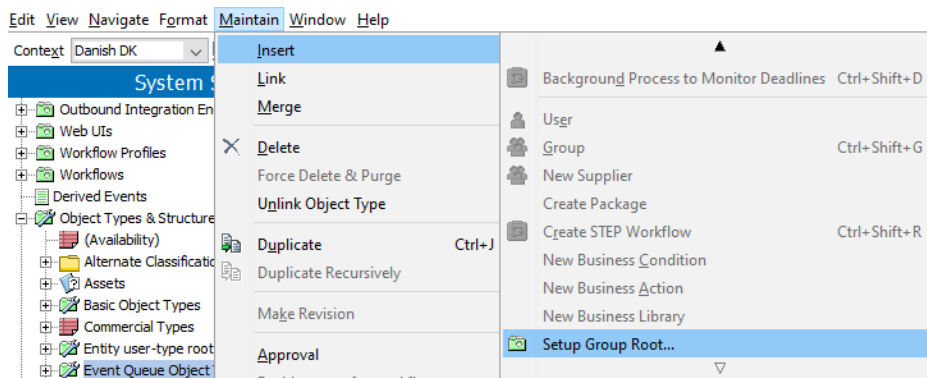 Edit View Navigate Format Maintain Window Help
Context Danish DK
System
Outbound Integration En
Web UIs
Workflow Profiles
Workflows
Derived Events
Object Types & Structure
(Availability)
Alternate Classificatio
Assets
Basic Object Types
Commercial Types
Entity user-type root
Event Queue Object
Insert
Link
Merge
Delete
Force Delete & Purge
Unlink Object Type
Duplicate Ctrl+J
Duplicate Recursively
Make Revision
Approval
Background Process to Monitor Deadlines Ctrl+Shift+D
User
Group Ctrl+Shift+G
New Supplier
Create Package
Create STEP Workflow Ctrl+Shift+R
New Business Condition
New Business Action
New Business Library
Setup Group Root...